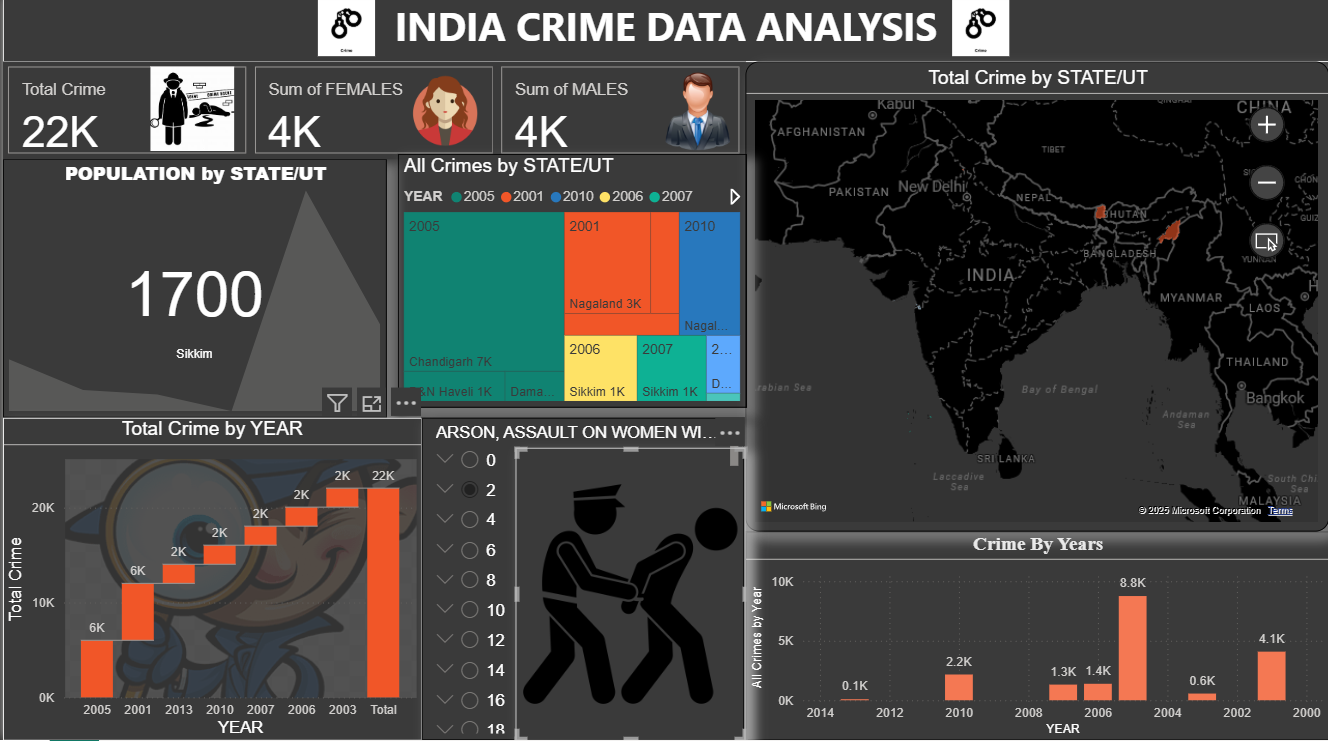 INDIA CRIME DATA ANALYSIS
Crime
Crime
Total Crime
22K
Sum of FEMALES
4K
Sum of MALES
4K
POPULATION by STATE/UT
1700
Sikkim
All Crimes by STATE/UT
YEAR 2005 2001 2010 2006 2007
2005
Chandigarh 7K
&N Haveli 1K
Dama...
2001
Nagaland 3K
2010
Nagal...
2006
Sikkim 1K
2007
Sikkim 1K
2...
D...
Total Crime by STATE/UT
Kabul
AFGHANISTAN
CHINA
TIBET
PAKISTAN
New Delhi
NEPAL
BHUTAN
BANGLADESH
INDIA
MYANMAR
LAOS
THAILAND
Bangkok
rabian Sea
Bay of Bengal
Andaman
Sea
SRI LANKA
Laccadive
Sea
South Chi
Sea
MALAYSIA
Microsoft Bing
© 2025 Microsoft Corporation Terms
Total Crime by YEAR
Total Crime
20K
10K
0K
6K
6K
2K
2K
2K
2K
2K
22K
2005 2001 2013 2010 2007 2006 2003 Total
YEAR
ARSON, ASSAULT ON WOMEN WI...
0
2
4
6
8
10
12
14
16
18
Crime By Years
All Crimes by Year
10K
5K
0K
0.1K
2.2K
1.3K
1.4K
8.8K
0.6K
4.1K
2014 2012 2010 2008 2006 2004 2002 2000
YEAR